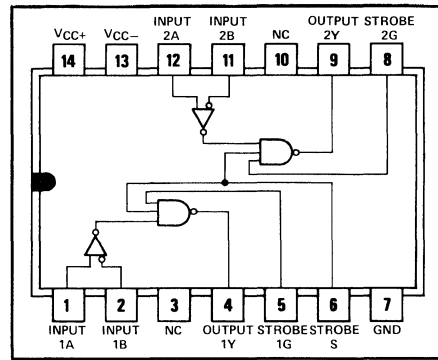 INPUT INPUT OUTPUT STROBE
VCC+ VCC− 2A 2B NC 2Y 2G
14 13 12 11 10 9 8
1 2 3 4 5 6 7
INPUT INPUT NC OUTPUT STROBE STROBE GND
1A 1B 1Y 1G S